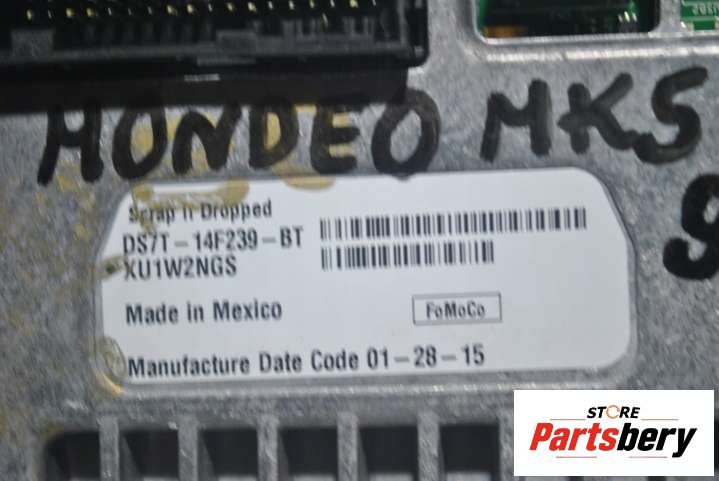 MONDEO MK5
Scrap if Dropped
DS7T-14F239-BT
XU1W2NGS
Made in Mexico
FoMoCo
Manufacture Date Code 01-28-15
STORE
Partsbery